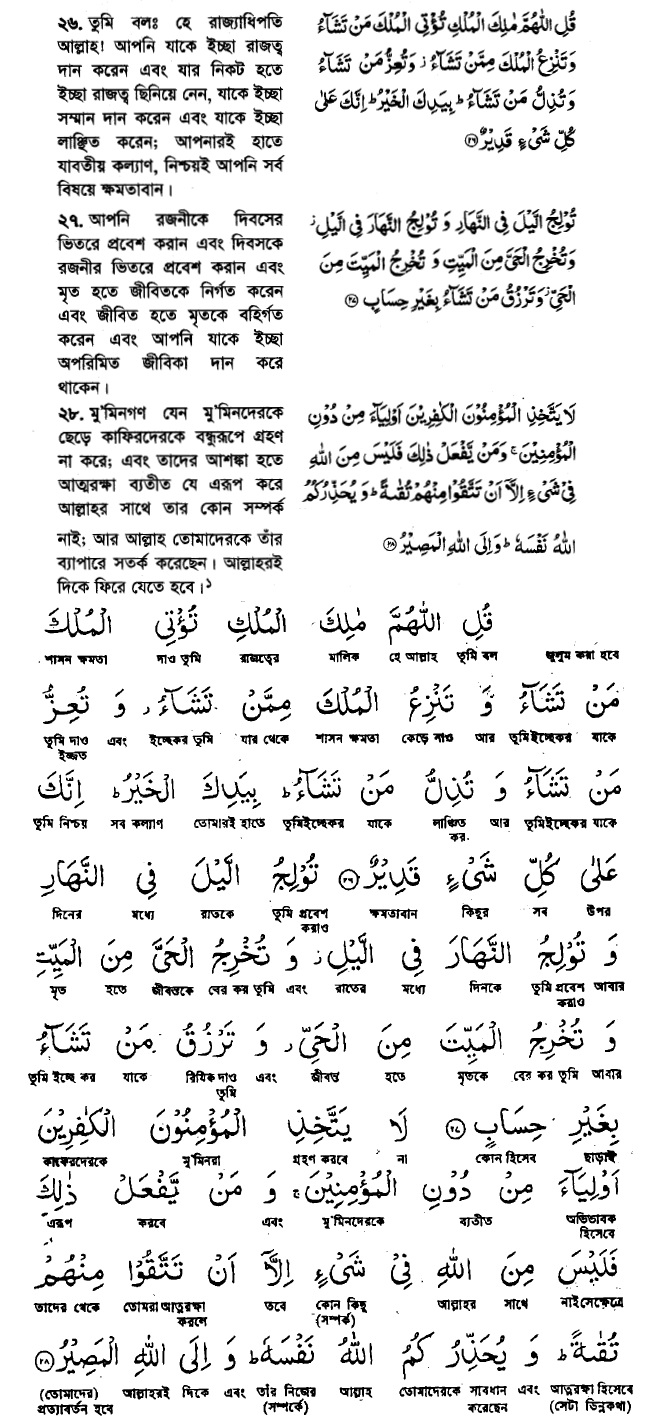 ২৬. তুমি বলঃ হে রাজ্যাধিপতি
আল্লাহ! আপনি যাকে ইচ্ছা রাজত্ব
দান করেন এবং যার নিকট হতে
ইচ্ছা রাজত্ব ছিনিয়ে নেন, যাকে ইচ্ছা
সম্মান দান করেন এবং যাকে ইচ্ছা
লাঞ্ছিত করেন; আপনারই হাতে
যাবতীয় কল্যাণ, নিশ্চয়ই আপনি সর্ব
বিষয়ে ক্ষমতাবান।
قُلِ اللّٰهُمَّ مٰلِكَ الْمُلْكِ تُؤْتِي الْمُلْكَ مَنْ تَشَآءُ
وَتَنْزِعُ الْمُلْكَ مِمَّنْ تَشَآءُ ز وَتُعِزُّ مَنْ تَشَآءُ
وَتُذِلُّ مَنْ تَشَآءُ ط بِيَدِكَ الْخَيْرُ ط اِنَّكَ عَلٰى
كُلِّ شَيْءٍ قَدِيْرٌ ٢٦
২৭. আপনি রজনীকে দিবসের
ভিতরে প্রবেশ করান এবং দিবসকে
রজনীর ভিতরে প্রবেশ করান এবং
মৃত হতে জীবিতকে নির্গত করেন
এবং জীবিত হতে মৃতকে বহির্গত
করেন এবং আপনি যাকে ইচ্ছা
অপরিমিত জীবিকা দান করে
থাকেন।
تُوْلِجُ الَّيْلَ فِي النَّهَارِ وَ تُوْلِجُ النَّهَارَ فِي الَّيْلِ ز
وَتُخْرِجُ الْحَيَّ مِنَ الْمَيِّتِ وَ تُخْرِجُ الْمَيِّتَ مِنَ
الْحَيِّ ز وَتَرْزُقُ مَنْ تَشَآءُ بِغَيْرِ حِسَابٍ ٢٧
২৮. মু'মিনগণ যেন মু'মিনদেরকে
ছেড়ে কাফিরদেরকে বন্ধুরূপে গ্রহণ
না করে; এবং তাদের আশঙ্কা হতে
আত্মরক্ষা ব্যতীত যে এরূপ করে
আল্লাহর সাথে তার কোন সম্পর্ক
নাই; আর আল্লাহ তোমাদেরকে তাঁর
ব্যাপারে সতর্ক করেছেন। আল্লাহরই
দিকে ফিরে যেতে হবে।১
لَا يَتَّخِذِ الْمُؤْمِنُوْنَ الْكٰفِرِيْنَ اَوْلِيَآءَ مِنْ دُوْنِ
الْمُؤْمِنِيْنَ ج وَمَنْ يَّفْعَلْ ذٰلِكَ فَلَيْسَ مِنَ اللّٰهِ
فِيْ شَيْءٍ اِلَّآ اَنْ تَتَّقُوْا مِنْهُمْ تُقٰىةً ط وَيُحَذِّرُكُمُ
اللّٰهُ نَفْسَهٗ ط وَاِلَى اللّٰهِ الْمَصِيْرُ ٢٨
قُلِ اللّٰهُمَّ مٰلِكَ الْمُلْكِ تُؤْتِي الْمُلْكَ
শাসন ক্ষমতা দাও তুমি রাজত্বের মালিক হে আল্লাহ তুমি বল জুলুম করা হবে
مَنْ تَشَآءُ وَ تَنْزِعُ الْمُلْكَ مِمَّنْ تَشَآءُ ز وَ تُعِزُّ
তুমি দাও ইজ্জত এবং ইচ্ছেকর তুমি যার থেকে শাসন ক্ষমতা কেড়ে নাও আর তুমিইচ্ছেকর যাকে
مَنْ تَشَآءُ وَ تُذِلُّ مَنْ تَشَآءُ ط بِيَدِكَ الْخَيْرُ ط اِنَّكَ
তুমি নিশ্চয় সব কল্যাণ তোমারই হাতে তুমিইচ্ছেকর যাকে লাঞ্চিত কর আর তুমিইচ্ছেকর যাকে
عَلٰى كُلِّ شَيْءٍ قَدِيْرٌ ٢٦ تُوْلِجُ الَّيْلَ فِي النَّهَارِ
দিনের মধ্যে রাতকে তুমি প্রবেশ করাও ক্ষমতাবান কিছুর সব উপর
وَ تُوْلِجُ النَّهَارَ فِي الَّيْلِ ز وَ تُخْرِجُ الْحَيَّ مِنَ الْمَيِّتِ
মৃত হতে জীবন্তকে বের কর তুমি এবং রাতের মধ্যে দিনকে তুমি প্রবেশ করাও আবার
وَ تُخْرِجُ الْمَيِّتَ مِنَ الْحَيِّ ز وَ تَرْزُقُ مَنْ تَشَآءُ
তুমি ইচ্ছে কর যাকে রিযিক দাও তুমি এবং জীবন্ত হতে মৃতকে বের কর তুমি আবার
بِغَيْرِ حِسَابٍ ٢٧ لَا يَتَّخِذِ الْمُؤْمِنُوْنَ الْكٰفِرِيْنَ
কাফেরদেরকে মু'মিনরা গ্রহণ করবে না কোন হিসেব ছাড়াই
اَوْلِيَآءَ مِنْ دُوْنِ الْمُؤْمِنِيْنَ ج وَ مَنْ يَّفْعَلْ ذٰلِكَ
এরূপ করবে এবং মু'মিনদেরকে ব্যতীত অভিভাবক হিসেবে
فَلَيْسَ مِنَ اللّٰهِ فِيْ شَيْءٍ اِلَّآ اَنْ تَتَّقُوْا مِنْهُمْ
তাদের থেকে তোমরা আত্মরক্ষা করলে তবে কোন কিছু (সম্পর্ক) আল্লাহর সাথে নাইসেক্ষেত্রে
تُقٰىةً ط وَ يُحَذِّرُ كُمُ اللّٰهُ نَفْسَهٗ ط وَ اِلَى اللّٰهِ الْمَصِيْرُ ٢٨
(তোমাদের) প্রত্যাবর্তন হবে আল্লাহরই দিকে এবং তাঁর নিজের (সম্পর্কে) আল্লাহ তোমাদেরকে সাবধান করেছেন এবং আত্মরক্ষা হিসেবে (সেটা ভিন্নকথা)